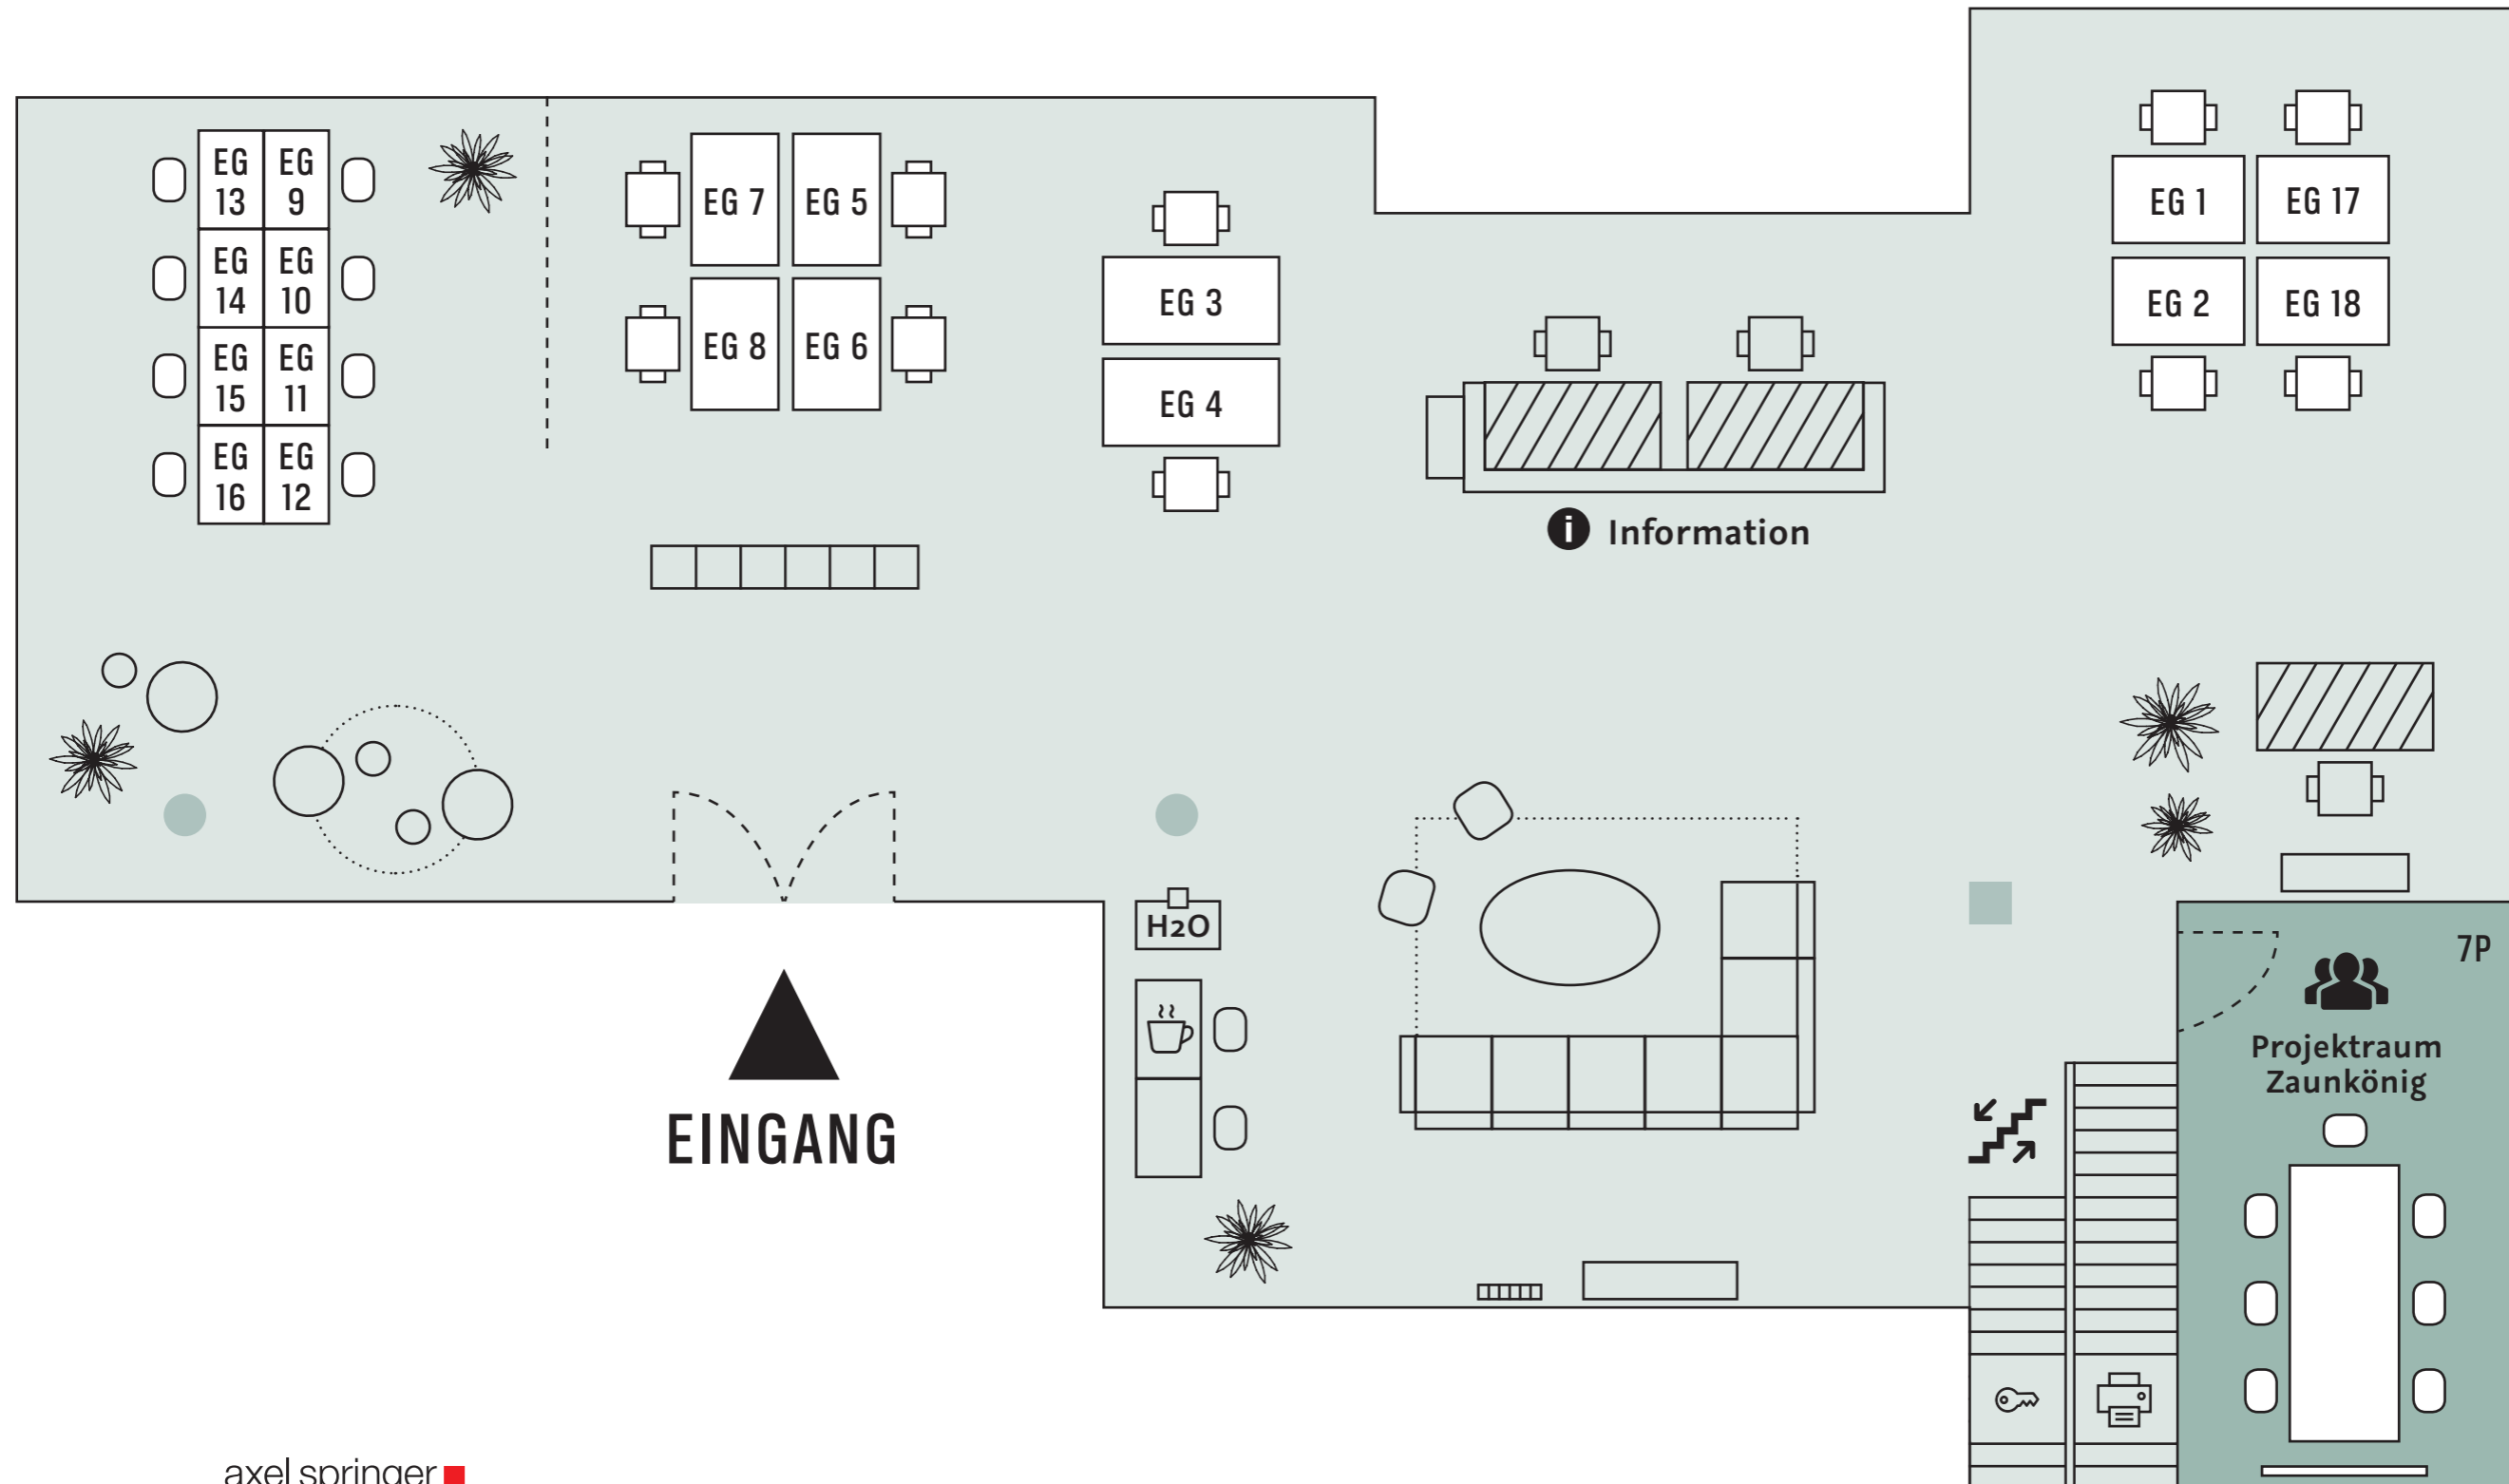 EG
13
EG
9
EG
14
EG
10
EG
15
EG
11
EG
16
EG
12
EG 7
EG 5
EG 8
EG 6
EG 3
EG 4
EG 1
EG 17
EG 2
EG 18
i Information
H2O
EINGANG
7P
Projektraum
Zaunkönig
axel springer